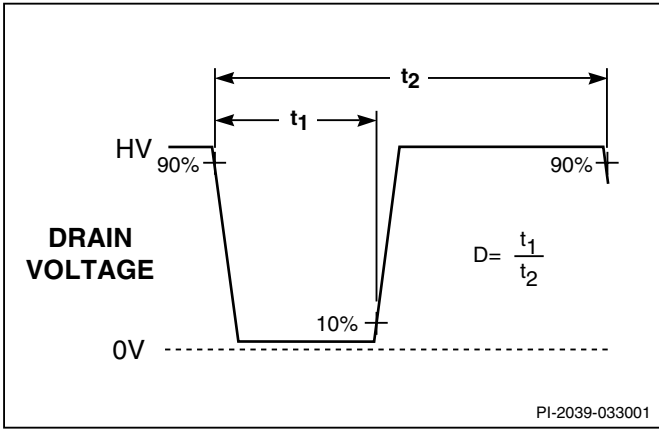 t2
t1
HV
90%
90%
DRAIN
VOLTAGE
D= t1
t2
10%
0V
PI-2039-033001